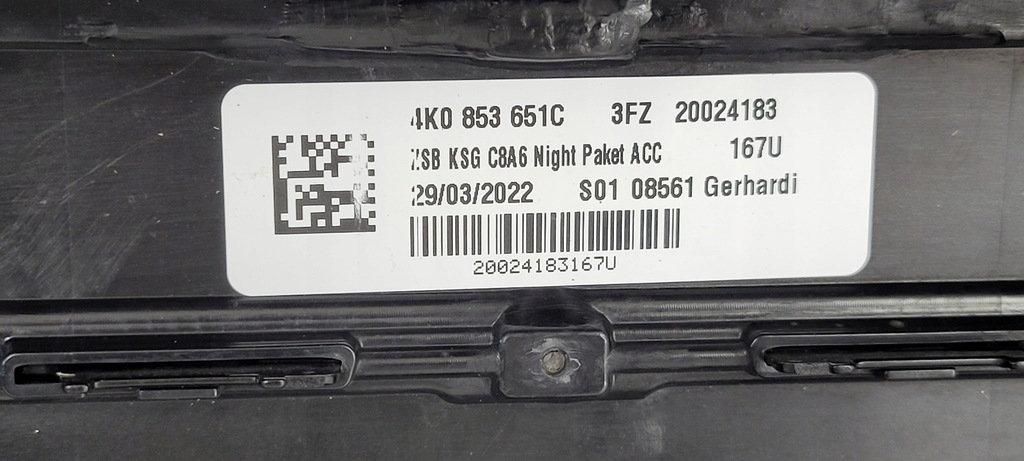 4K0 853 651C 3FZ 20024183
ZSB KSG C8A6 Night Paket ACC 167U
29/03/2022 S01 08561 Gerhardi
20024183167U